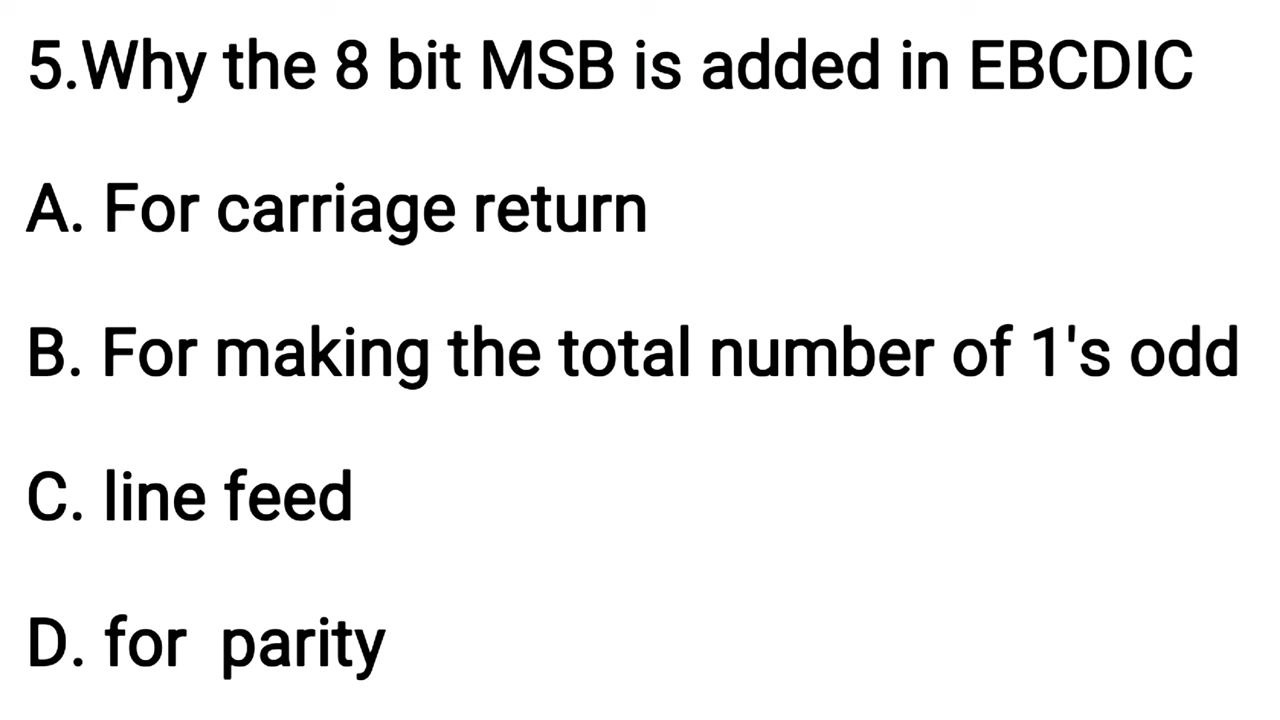 5.Why the 8 bit MSB is added in EBCDIC
A. For carriage return
B. For making the total number of 1's odd
C. line feed
D. for parity